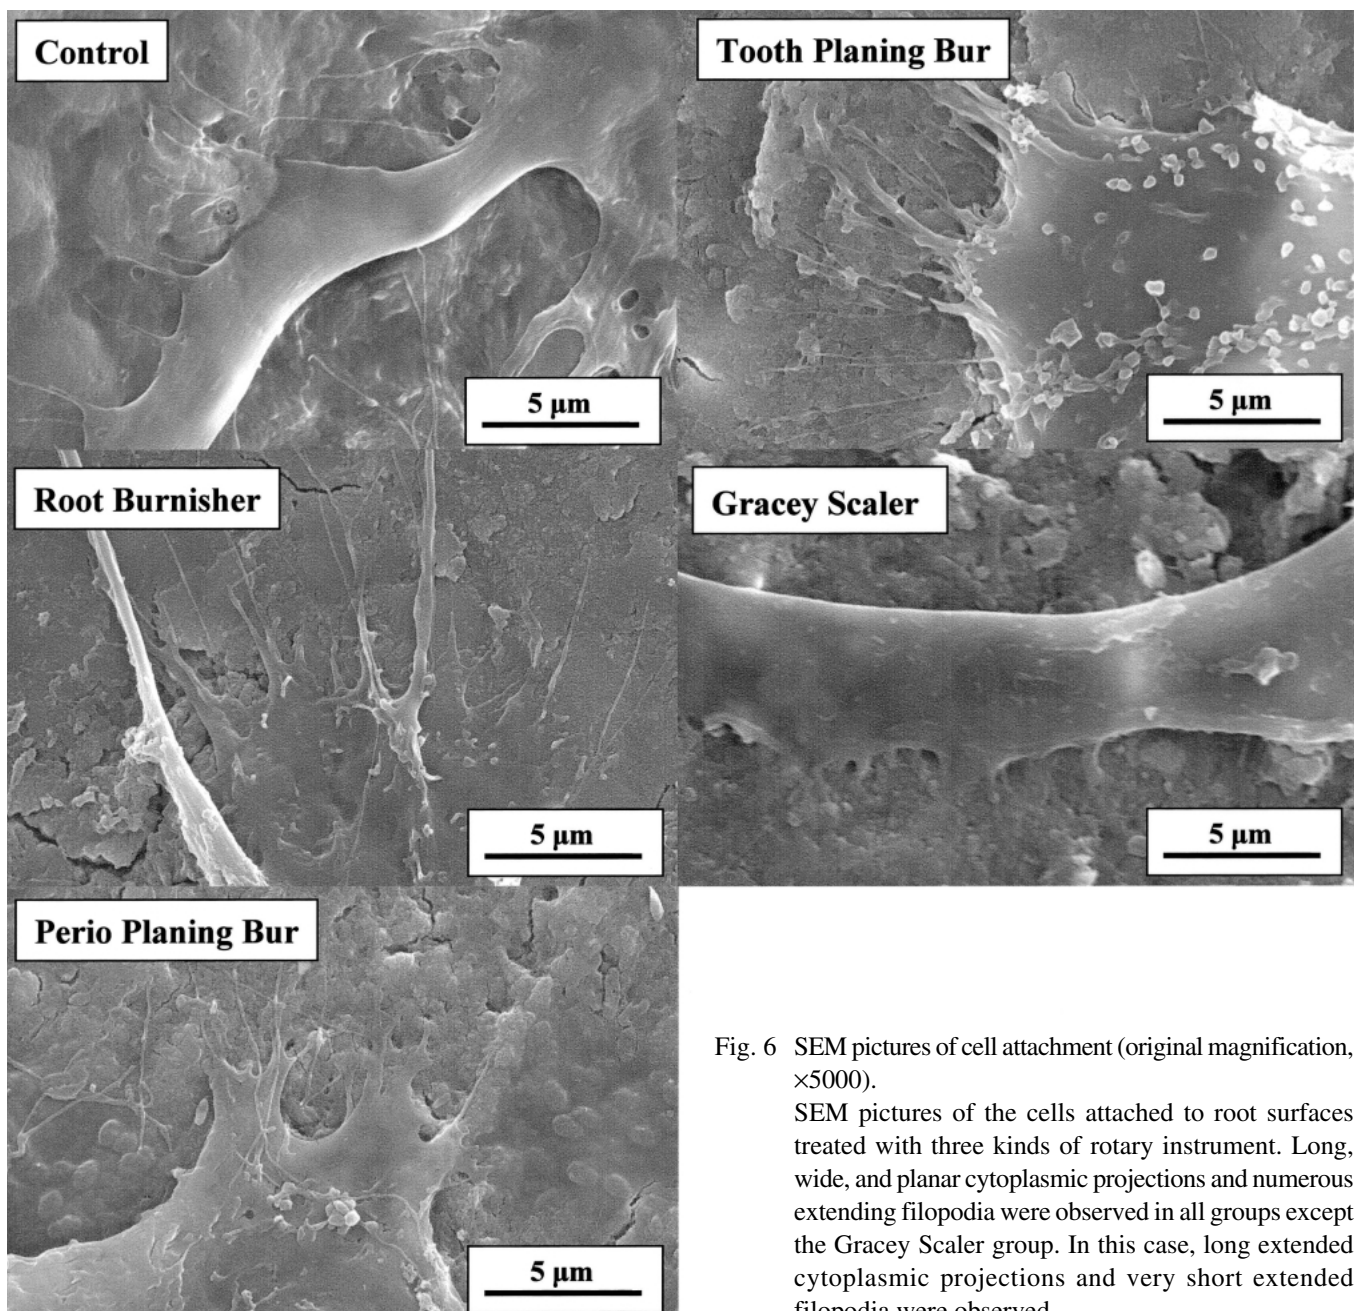 Control
Tooth Planing Bur
5 μm
5 μm
Root Burnisher
Gracey Scaler
5 μm
5 μm
Perio Planing Bur
5 μm
Fig. 6 SEM pictures of cell attachment (original magnification,
×5000).
SEM pictures of the cells attached to root surfaces
treated with three kinds of rotary instrument. Long,
wide, and planar cytoplasmic projections and numerous
extending filopodia were observed in all groups except
the Gracey Scaler group. In this case, long extended
cytoplasmic projections and very short extended
filopodia were observed